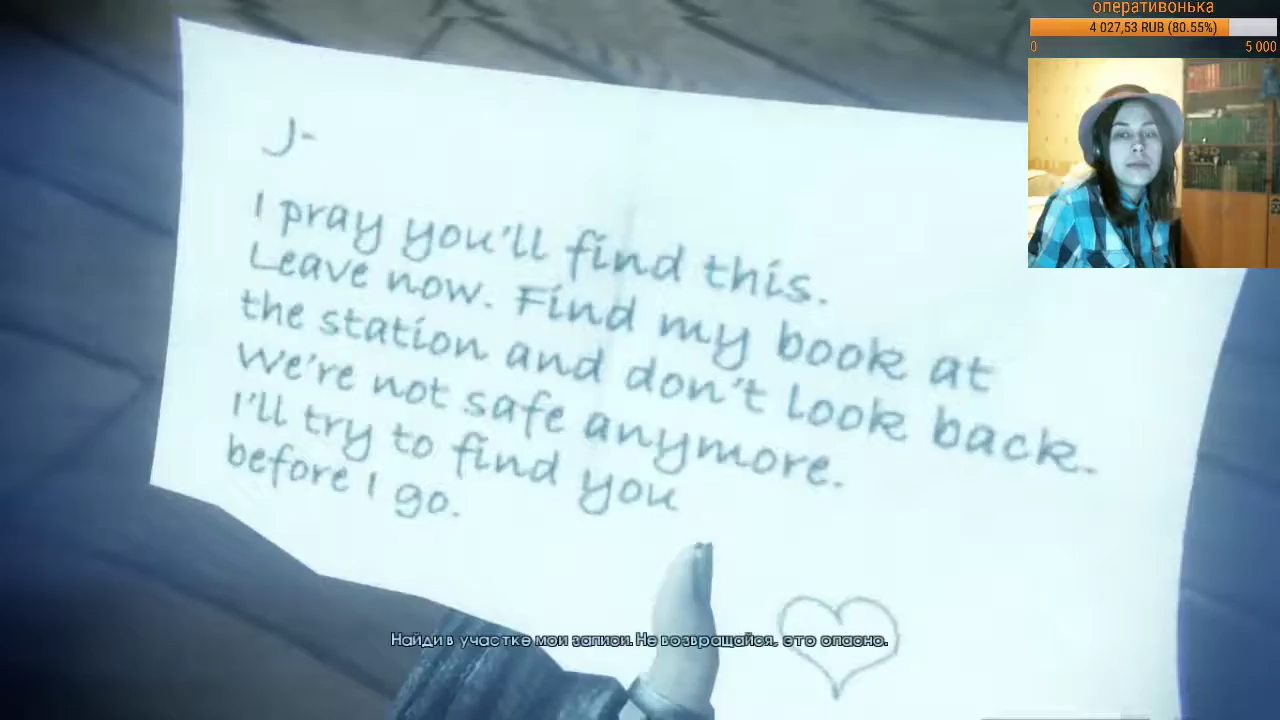 оперативонька
4 027,53 RUB (80.55%)
0 5 000
J-
I pray you'll find this.
Leave now. Find my book at
the station and don't look back.
We're not safe anymore.
I'll try to find you
before I go.
Найди в участке мои записи. Не возвращайся, это опасно.